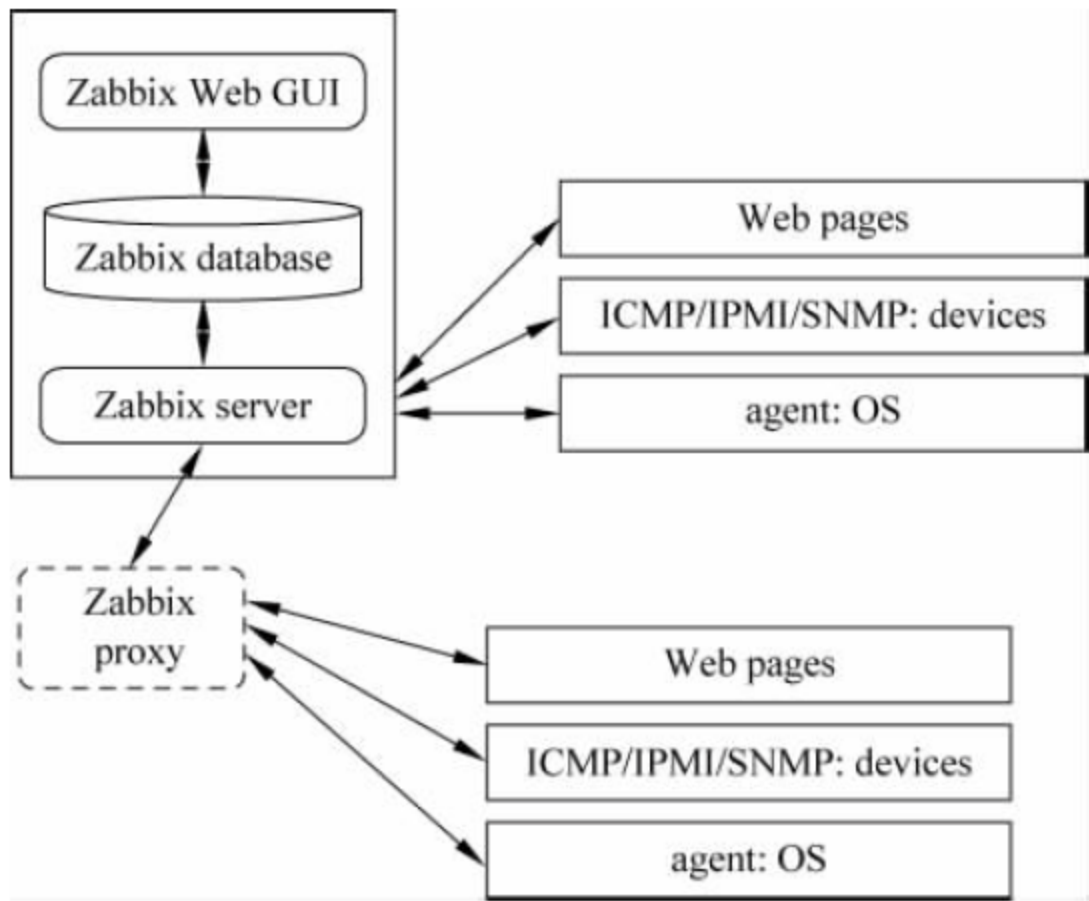 Zabbix Web GUI
Zabbix database
Zabbix server
Web pages
ICMP/IPMI/SNMP: devices
agent: OS
Zabbix
proxy
Web pages
ICMP/IPMI/SNMP: devices
agent: OS